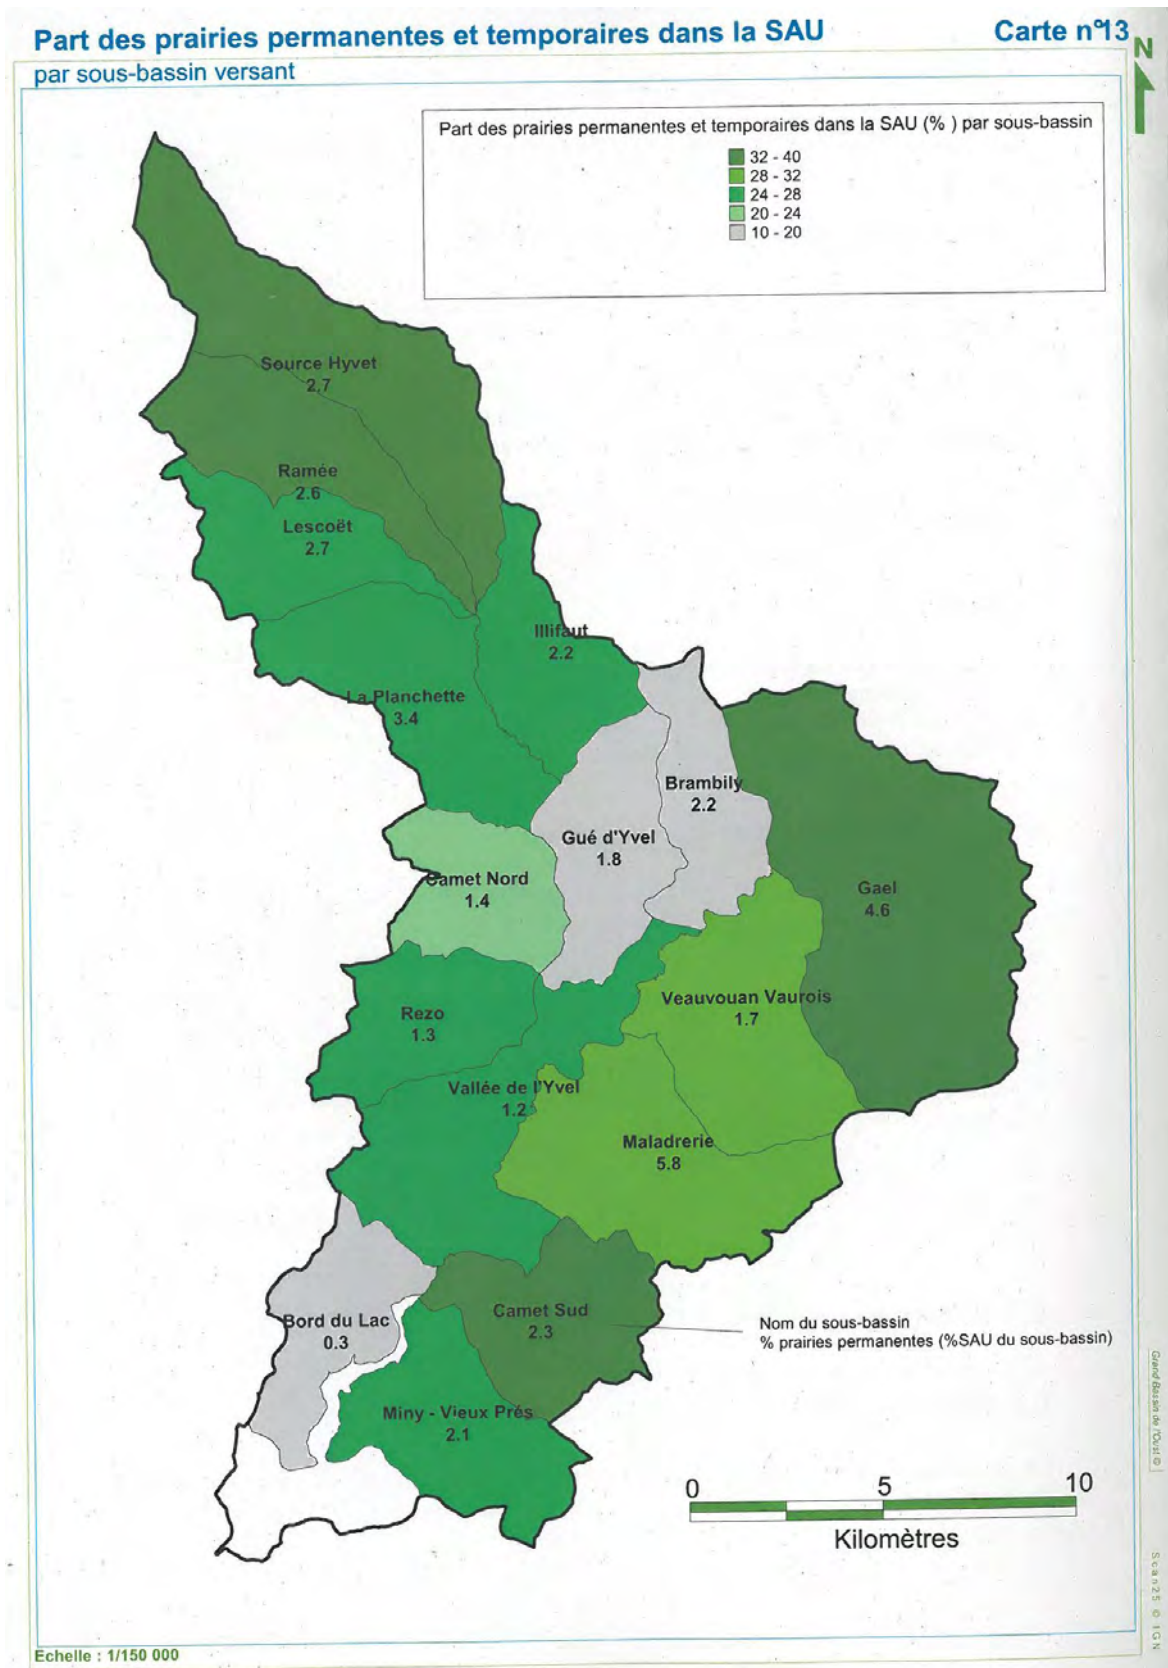 Part des prairies permanentes et temporaires dans la SAU
Carte n°13
par sous-bassin versant
N
Part des prairies permanentes et temporaires dans la SAU (% ) par sous-bassin
32 - 40
28 - 32
24 - 28
20 - 24
10 - 20
Source Hyvet
2.7
Ramée
2.6
Lescoët
2.7
Illifaut
2.2
La Planchette
3.4
Brambily
2.2
Gué d'Yvel
1.8
Camet Nord
1.4
Gael
4.6
Veauvouan Vaurois
1.7
Rezo
1.3
Vallée de l'Yvel
1.2
Maladrerie
5.8
Camet Sud
2.3
Bord du Lac
0.3
Nom du sous-bassin
% prairies permanentes (%SAU du sous-bassin)
Miny - Vieux Prés
2.1
0 5 10
Kilomètres
Grand Bassin de l'Oust ©
Scan25 © IGN
Echelle : 1/150 000